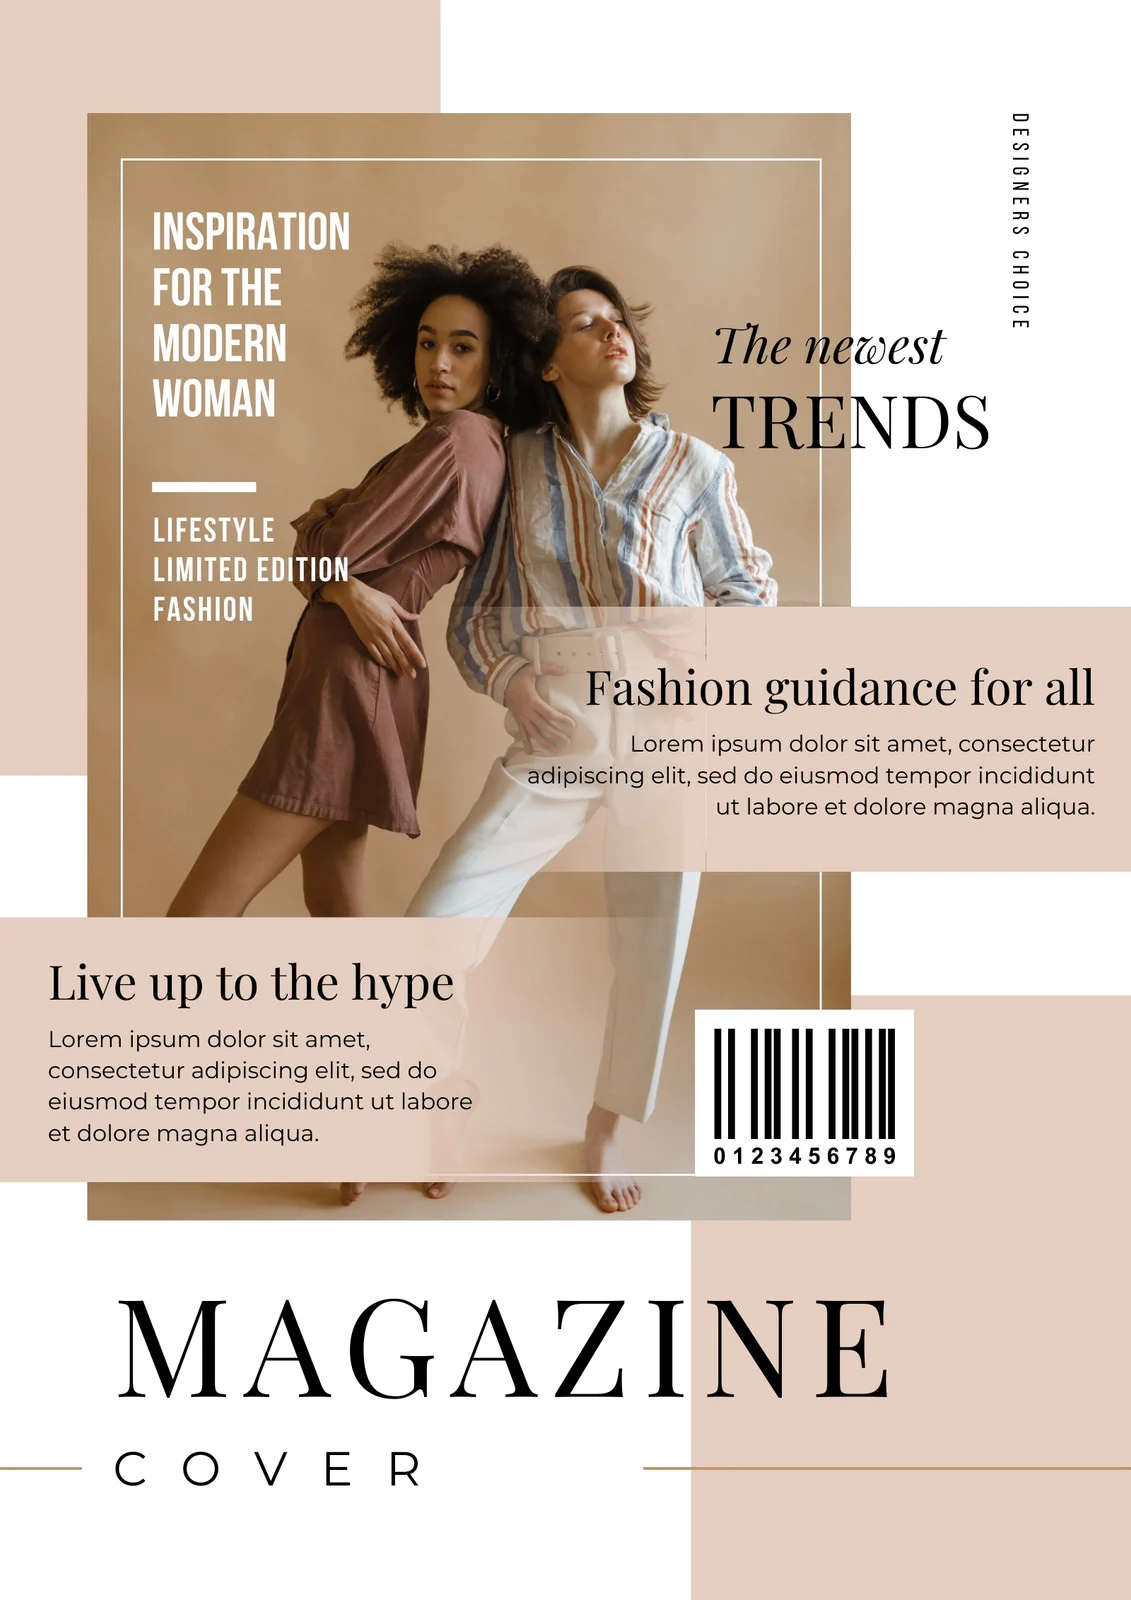 DESIGNERS CHOICE
INSPIRATION
FOR THE
MODERN
WOMAN
LIFESTYLE
LIMITED EDITION
FASHION
The newest
TRENDS
Fashion guidance for all
Lorem ipsum dolor sit amet, consectetur
adipiscing elit, sed do eiusmod tempor incididunt
ut labore et dolore magna aliqua.
Live up to the hype
Lorem ipsum dolor sit amet,
consectetur adipiscing elit, sed do
eiusmod tempor incididunt ut labore
et dolore magna aliqua.
0123456789
MAGAZINE
COVER